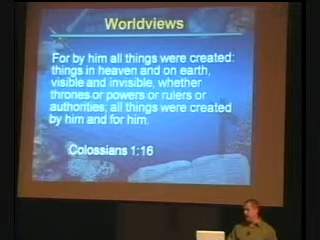 Worldviews
For by him all things were created:
things in heaven and on earth,
visible and invisible, whether
thrones or powers or rulers or
authorities; all things were created
by him and for him.
Colossians 1:16